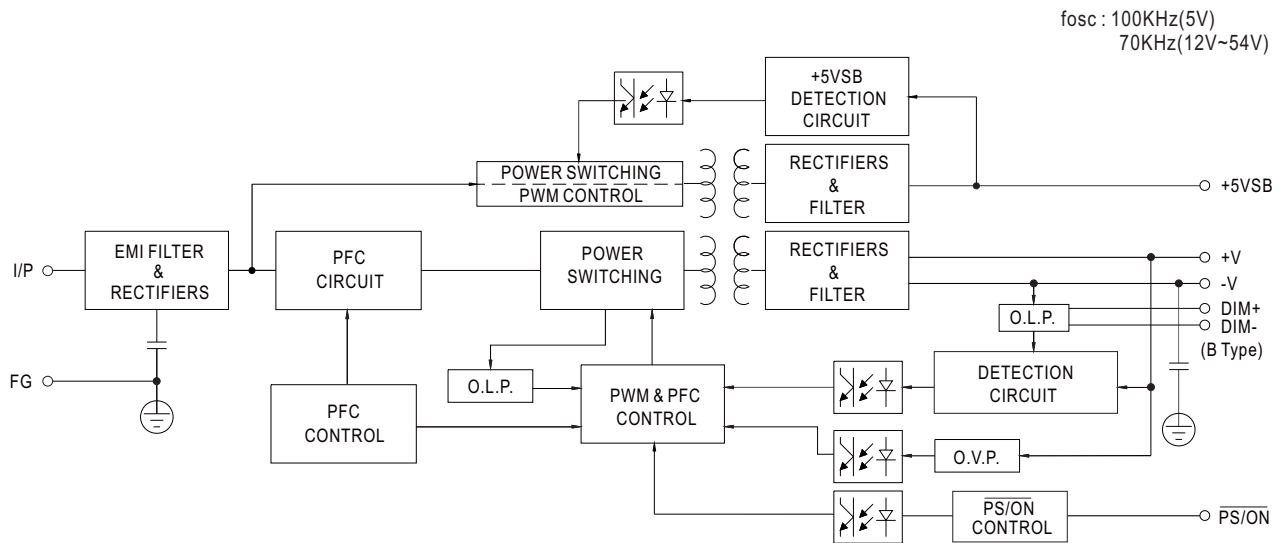 fosc : 100KHz(5V)
70KHz(12V~54V)
+5VSB
DETECTION
CIRCUIT
POWER SWITCHING
PWM CONTROL
RECTIFIERS
&
FILTER
+5VSB
I/P
EMI FILTER
&
RECTIFIERS
PFC
CIRCUIT
POWER
SWITCHING
RECTIFIERS
&
FILTER
+V
-V
DIM+
DIM-
(B Type)
O.L.P.
FG
O.L.P.
PFC
CONTROL
PWM & PFC
CONTROL
DETECTION
CIRCUIT
O.V.P.
PS/ON
CONTROL
PS/ON